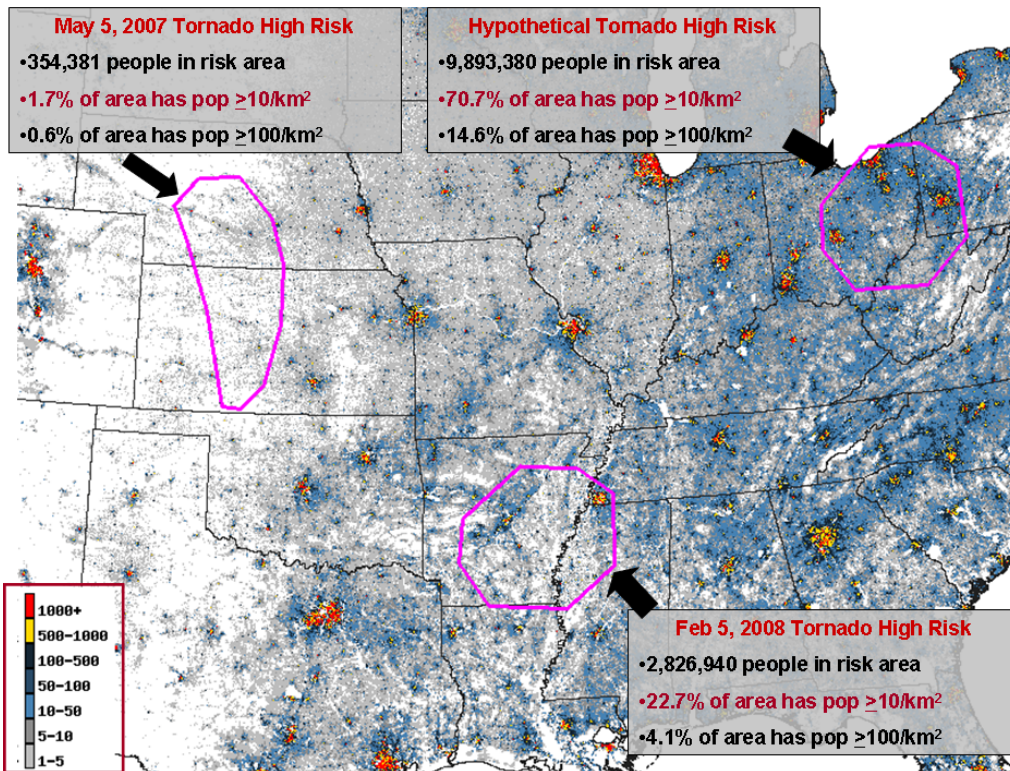 May 5, 2007 Tornado High Risk
•354,381 people in risk area
•1.7% of area has pop ≥10/km²
•0.6% of area has pop ≥100/km²
Hypothetical Tornado High Risk
•9,893,380 people in risk area
•70.7% of area has pop ≥10/km²
•14.6% of area has pop ≥100/km²
1000+
500-1000
100-500
50-100
10-50
5-10
1-5
Feb 5, 2008 Tornado High Risk
•2,826,940 people in risk area
•22.7% of area has pop ≥10/km²
•4.1% of area has pop ≥100/km²